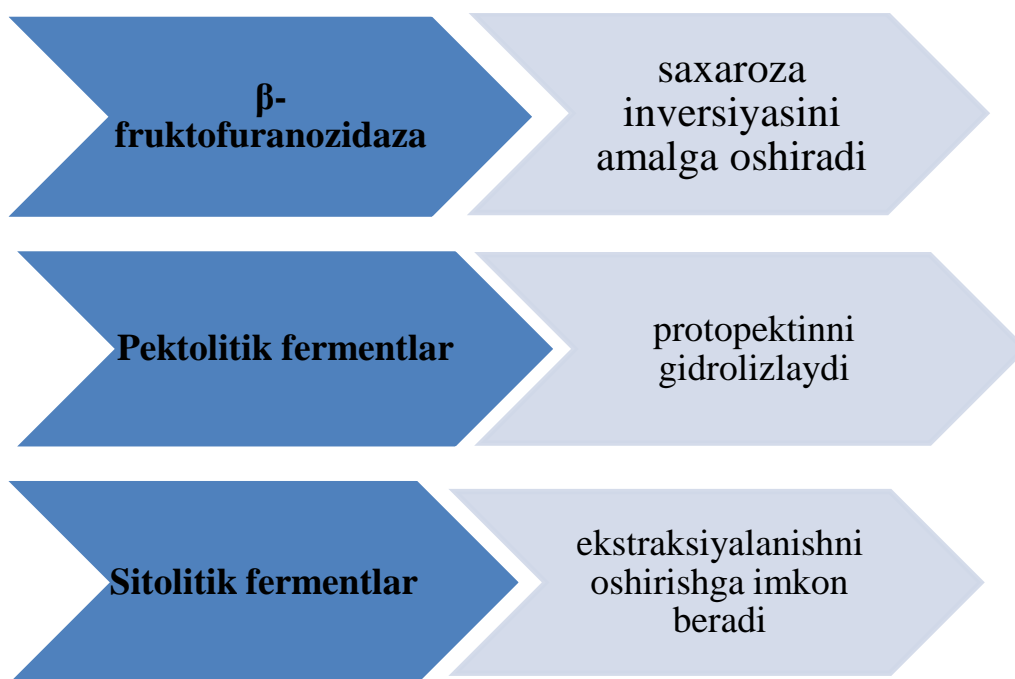 β-
fruktofuranozidaza
saxaroza
inversiyasini
amalga oshiradi
Pektolitik fermentlar
protopektinni
gidrolizlaydi
Sitolitik fermentlar
ekstraksiyalanishni
oshirishga imkon
beradi